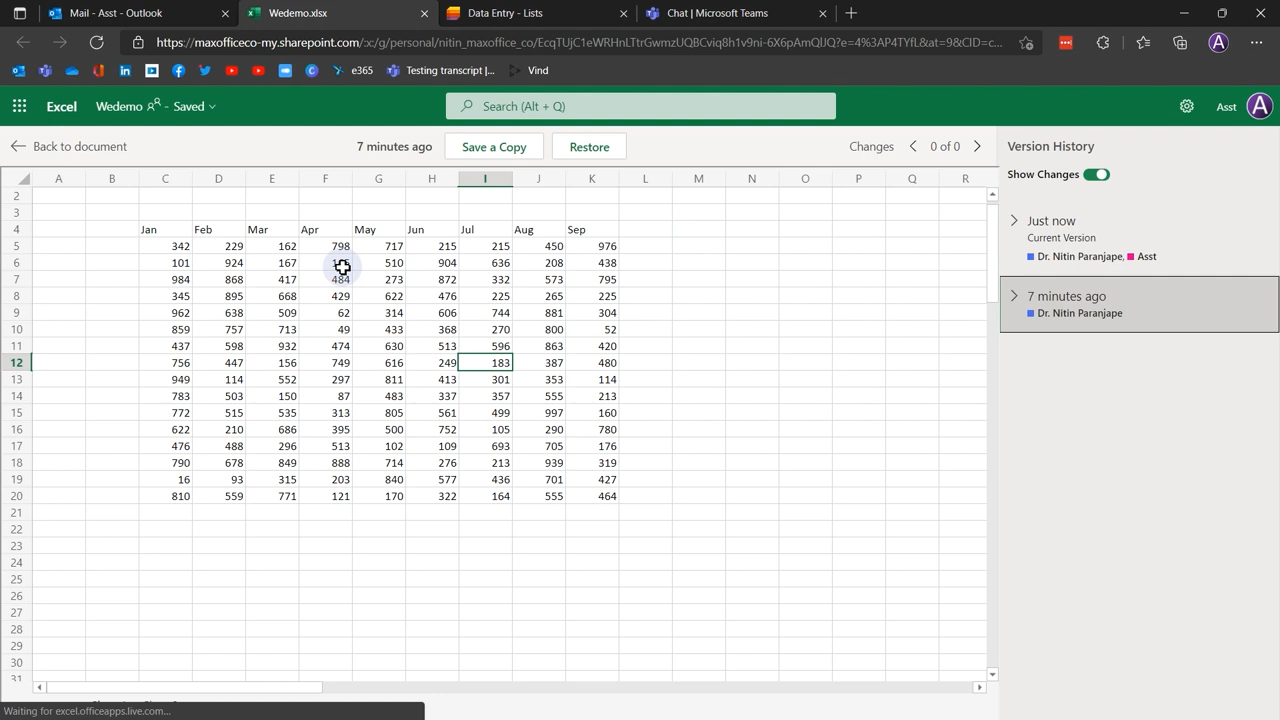 Mail - Asst - Outlook
Wedemo.xlsx
Data Entry - Lists
Chat | Microsoft Teams
https://maxofficeco-my.sharepoint.com/:x:/g/personal/nitin_maxoffice_co/EcqTUjC1eWRHnLTtrGwmzUQBCviq8h1v9ni-6X6pAmQlJQ?e=4%3AP4TYfL&at=9&CID=c...
e365
Testing transcript |...
Vind
Excel
Wedemo - Saved
Search (Alt + Q)
Asst
A
Back to document
7 minutes ago
Save a Copy
Restore
Changes
0 of 0
Version History
A B C D E F G H I J K L M N O P Q R
Show Changes
2
3
4 Jan Feb Mar Apr May Jun Jul Aug Sep
5 342 229 162 798 717 215 215 450 976
6 101 924 167 510 904 636 208 438
7 984 868 417 484 273 872 332 573 795
8 345 895 668 429 622 476 225 265 225
9 962 638 509 62 314 606 744 881 304
10 859 757 713 49 433 368 270 800 52
11 437 598 932 474 630 513 596 863 420
12 756 447 156 749 616 249 183 387 480
13 949 114 552 297 811 413 301 353 114
14 783 503 150 87 483 337 357 555 213
15 772 515 535 313 805 561 499 997 160
16 622 210 686 395 500 752 105 290 780
17 476 488 296 513 102 109 693 705 176
18 790 678 849 888 714 276 213 939 319
19 16 93 315 203 840 577 436 701 427
20 810 559 771 121 170 322 164 555 464
21
22
23
24
25
26
27
28
29
30
31
Just now
Current Version
Dr. Nitin Paranjape, Asst
7 minutes ago
Dr. Nitin Paranjape
Waiting for excel.officeapps.live.com...